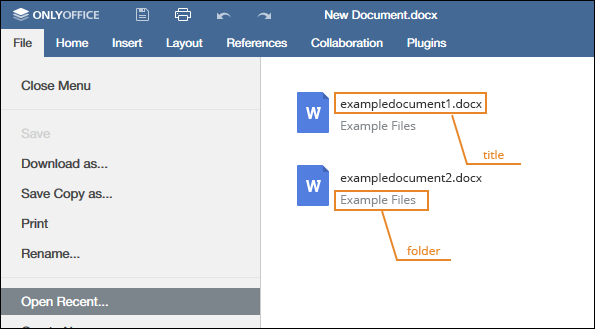 ONLYOFFICE New Document.docx
File Home Insert Layout References Collaboration Plugins
Close Menu
Save
Download as...
Save Copy as...
Print
Rename...
Open Recent...
exampledocument1.docx
Example Files
title
exampledocument2.docx
Example Files
folder